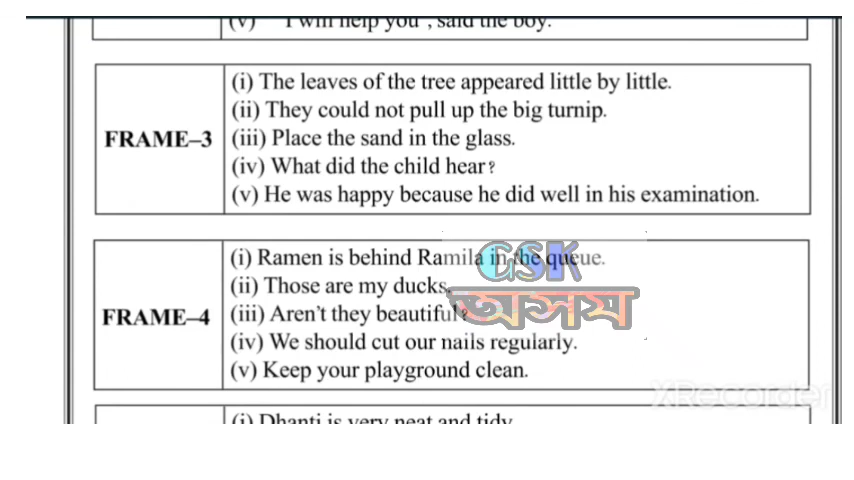 (v) "I will help you", said the boy.
FRAME–3
(i) The leaves of the tree appeared little by little.
(ii) They could not pull up the big turnip.
(iii) Place the sand in the glass.
(iv) What did the child hear?
(v) He was happy because he did well in his examination.
FRAME–4
(i) Ramen is behind Ramila in the queue.
(ii) Those are my ducks.
(iii) Aren't they beautiful?
(iv) We should cut our nails regularly.
(v) Keep your playground clean.
GSK
অসম
XRecorder
(i) Dhanti is very neat and tidy.